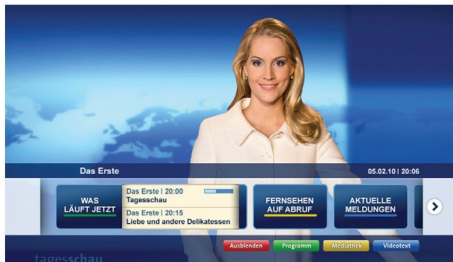 Das Erste
05.02.10 | 20:06
WAS
LÄUFT JETZT
Das Erste | 20:00
Tagesschau
Das Erste | 20:15
Liebe und andere Delikatessen
FERNSEHEN
AUF ABRUF
AKTUELLE
MELDUNGEN
Ausblenden
Programm
Mediathek
Videotext
tagesschau